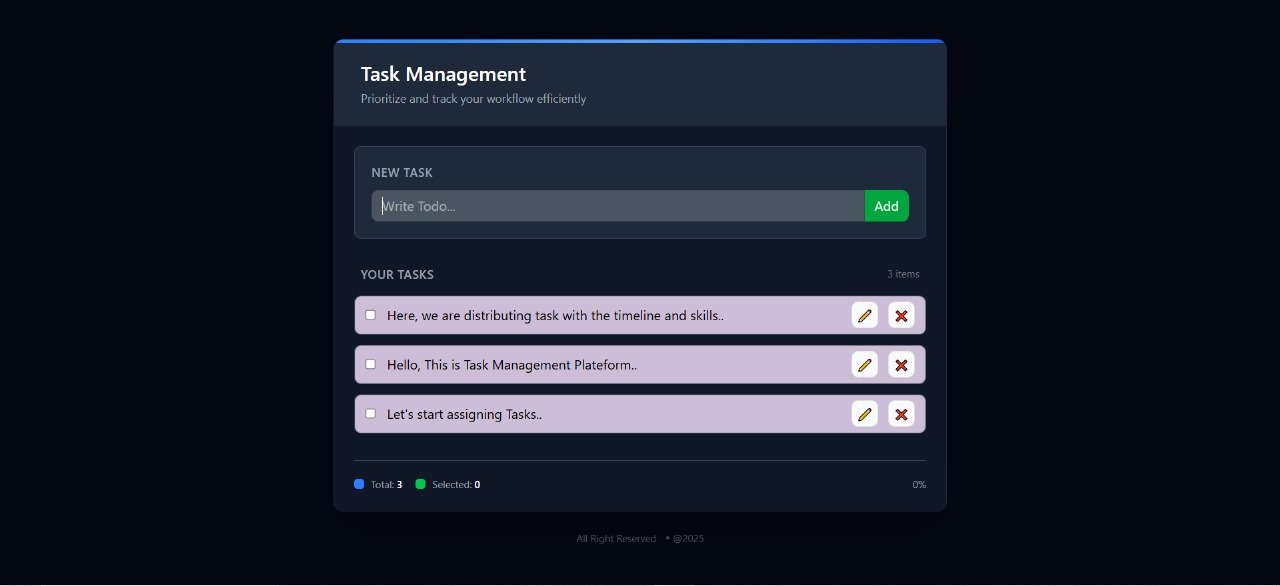 Task Management
Prioritize and track your workflow efficiently
NEW TASK
Write Todo...
Add
YOUR TASKS
3 items
Here, we are distributing task with the timeline and skills..
Hello, This is Task Management Plateform..
Let's start assigning Tasks..
Total: 3 Selected: 0 0%
All Right Reserved • @2025